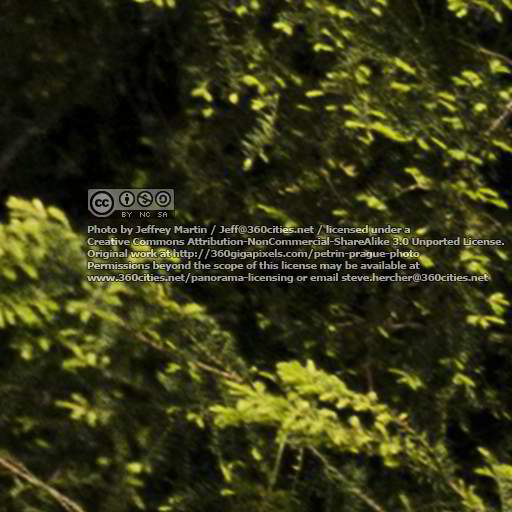 cc
BY NC SA
Photo by Jeffrey Martin / Jeff@360cities.net / licensed under a
Creative Commons Attribution-NonCommercial-ShareAlike 3.0 Unported License.
Original work at http://360gigapixels.com/petrin-prague-photo
Permissions beyond the scope of this license may be available at
www.360cities.net/panorama-licensing or email steve.hercher@360cities.net